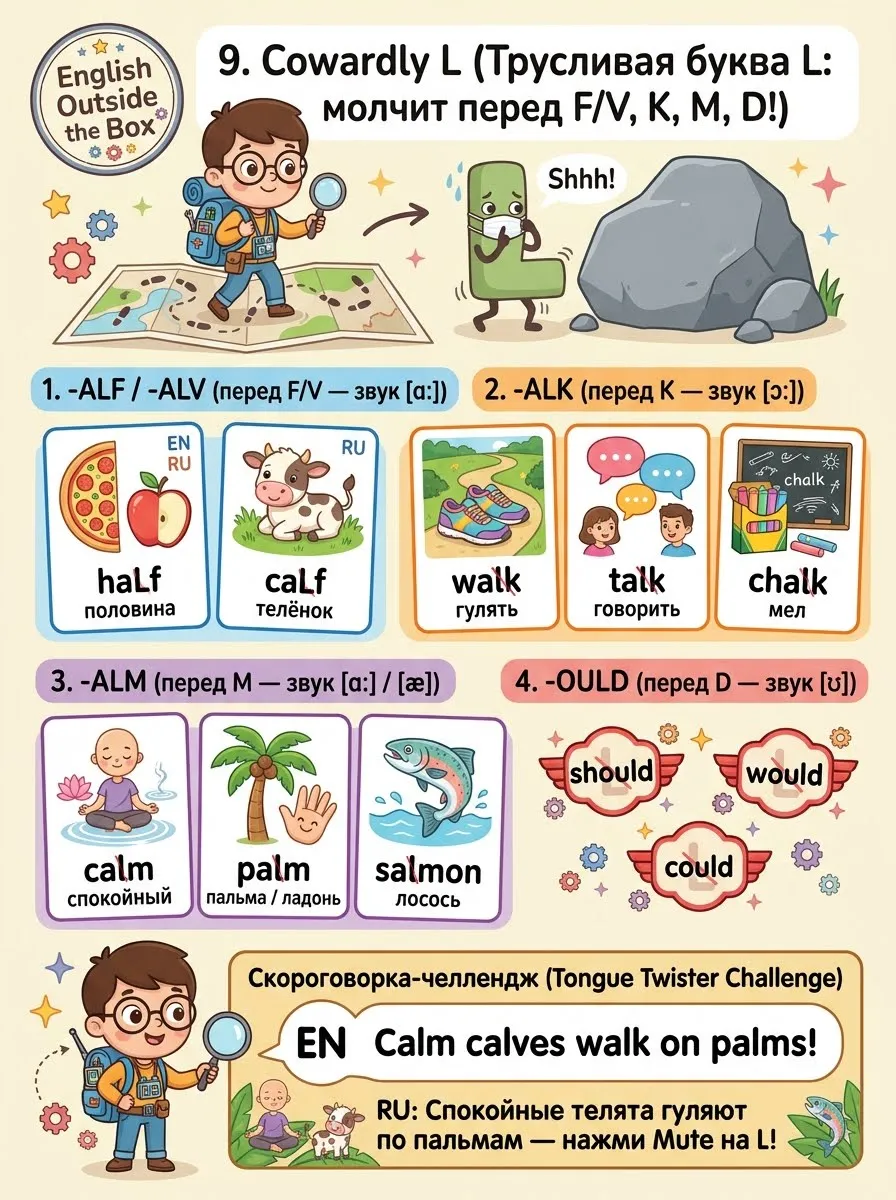 English
Outside
the Box
9. Cowardly L (Трусливая буква L:
молчит перед F/V, K, M, D!)
Shhh!
1. -ALF / -ALV (перед F/V — звук [ɑː])
2. -ALK (перед K — звук [ɔː])
EN
RU
haLf
половина
RU
caLf
телёнок
walk
гулять
talk
говорить
chalk
chalk
мел
3. -ALM (перед M — звук [ɑː] / [æ])
4. -OULD (перед D — звук [ʊ])
calm
спокойный
palm
пальма / ладонь
salmon
лосось
should
would
could
Скороговорка-челлендж (Tongue Twister Challenge)
EN Calm calves walk on palms!
RU: Спокойные телята гуляют
по пальмам — нажми Mute на L!